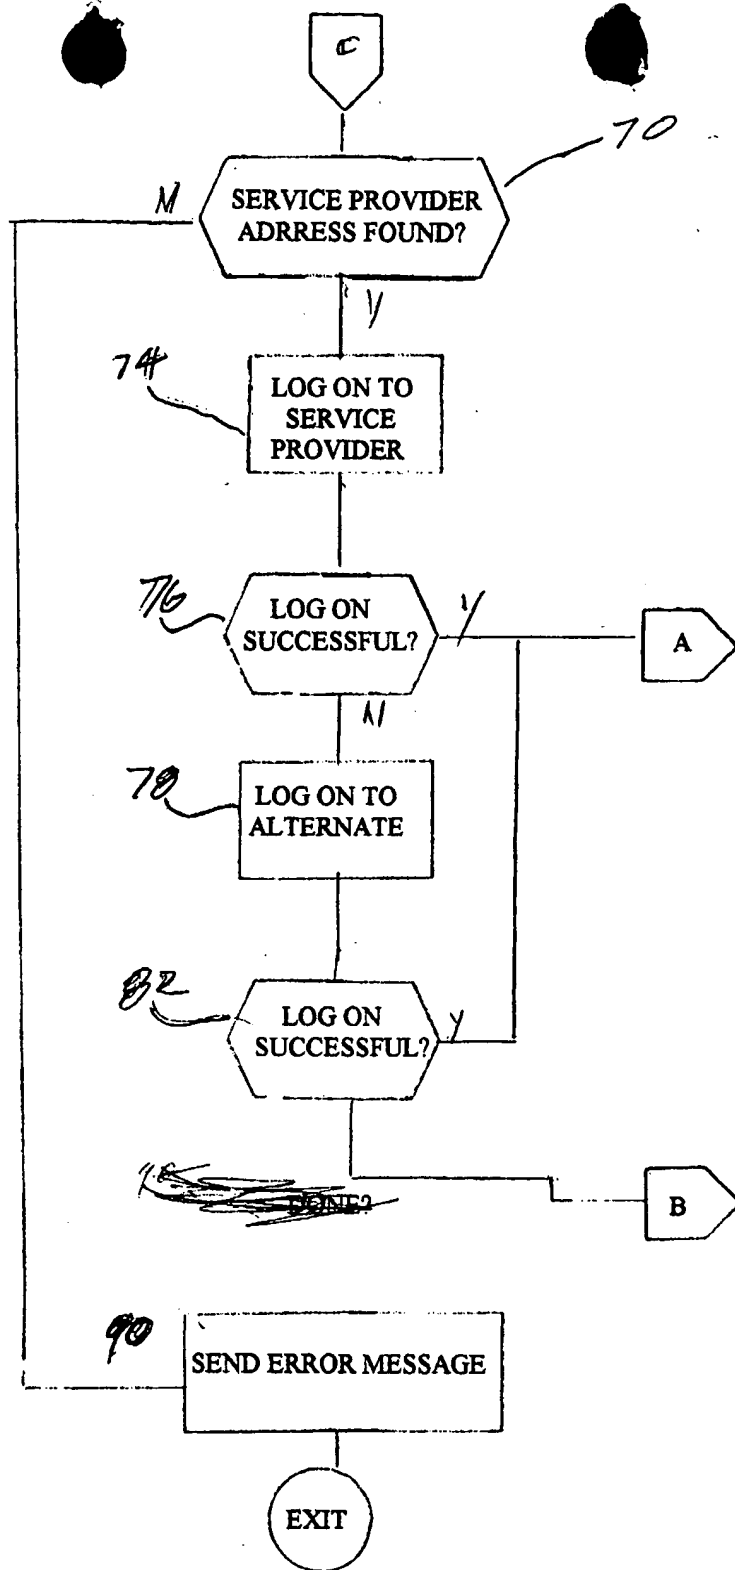 C
70
N
SERVICE PROVIDER
ADRRESS FOUND?
Y
74
LOG ON TO
SERVICE
PROVIDER
76
LOG ON
SUCCESSFUL?
Y
A
N
78
LOG ON TO
ALTERNATE
82
LOG ON
SUCCESSFUL?
Y
DONE?
B
90
SEND ERROR MESSAGE
EXIT